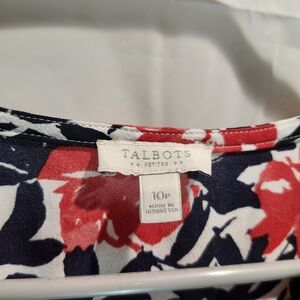 TALBOTS
PETITES
10P
MADE IN
INDONESIA